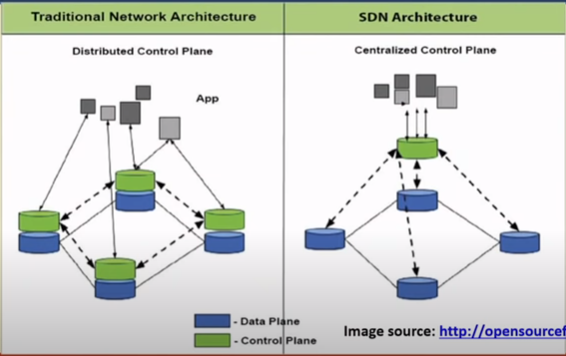 Traditional Network Architecture
SDN Architecture
Distributed Control Plane
Centralized Control Plane
App
- Data Plane
- Control Plane
Image source: http://opensourcef